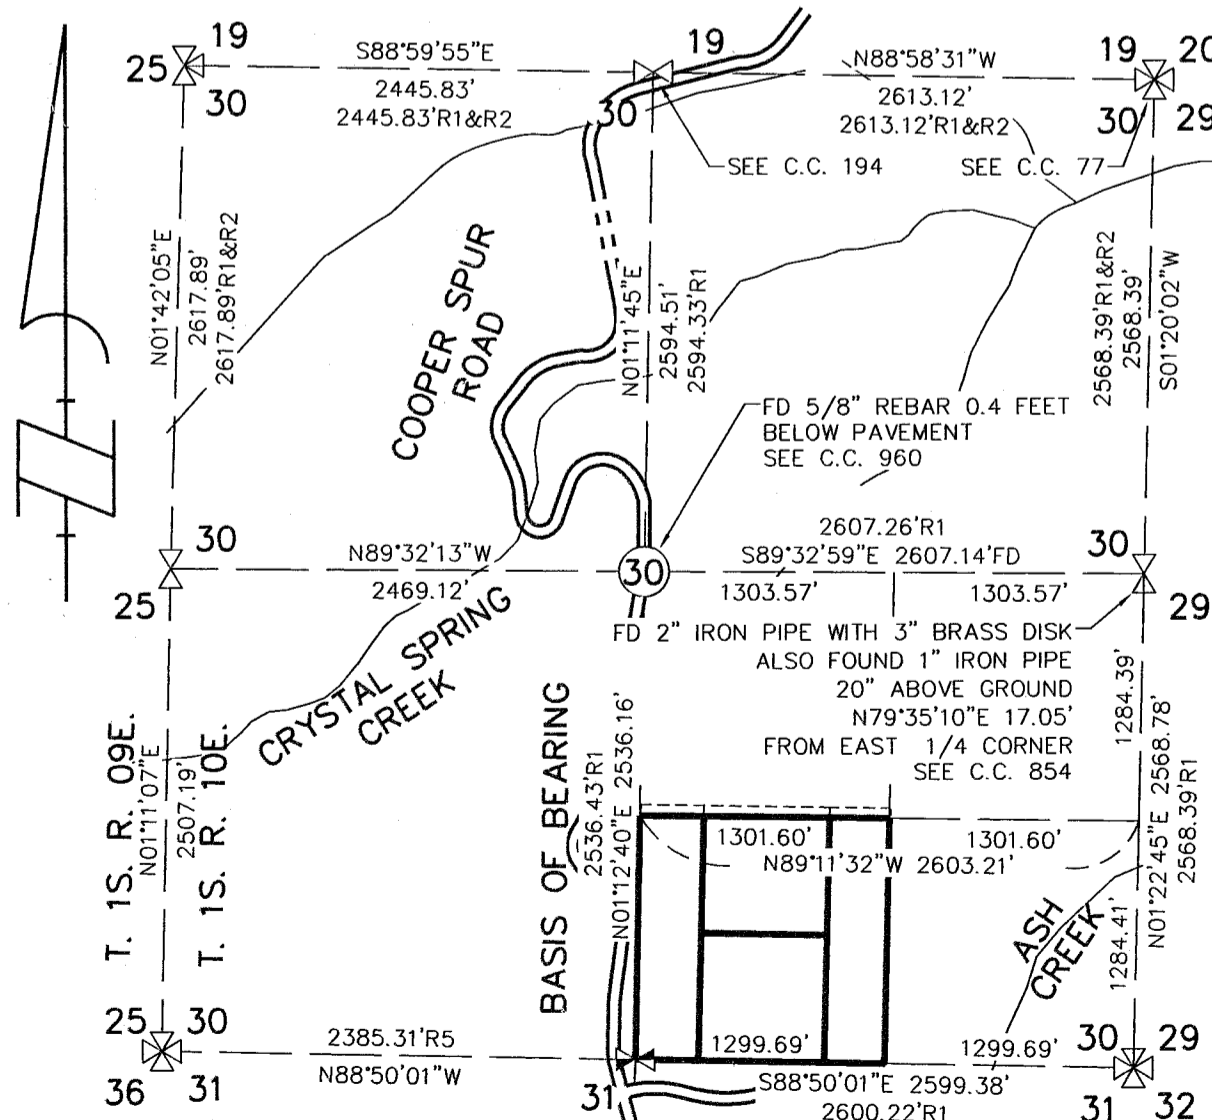 19
S88°59'55"E
19
N88°58'31"W
19
20
25
2445.83'
2613.12'
30
2445.83'R1&R2
30
2613.12'R1&R2
30
29
SEE C.C. 194
SEE C.C. 77
N01°42'05"E
2617.89'
2617.89'R1&R2
COOPER SPUR
ROAD
N01°11'45"E
2594.51'
2594.33'R1
2568.39'R1&R2
2568.39'
S01°20'02"W
FD 5/8" REBAR 0.4 FEET
BELOW PAVEMENT
SEE C.C. 960
2607.26'R1
30
N89°32'13"W
S89°32'59"E 2607.14'FD
30
30
2469.12'
1303.57'
1303.57'
25
29
FD 2" IRON PIPE WITH 3" BRASS DISK
ALSO FOUND 1" IRON PIPE
20" ABOVE GROUND
N79°35'10"E 17.05'
FROM EAST 1/4 CORNER
SEE C.C. 854
CRYSTAL SPRING
CREEK
T. 1S. R. 09E.
N01°11'07"E
2507.19'
T. 1S. R. 10E.
BASIS OF BEARING
2536.43'R1
N01°12'40"E 2536.16'
1284.39'
N01°22'45"E 2568.78'
2568.39'R1
1301.60'
1301.60'
N89°11'32"W 2603.21'
ASH
CREEK
1284.41'
25
30
2385.31'R5
1299.69'
1299.69'
30
29
36
31
N88°50'01"W
31
S88°50'01"E 2599.38'
2600.22'R1
31
32